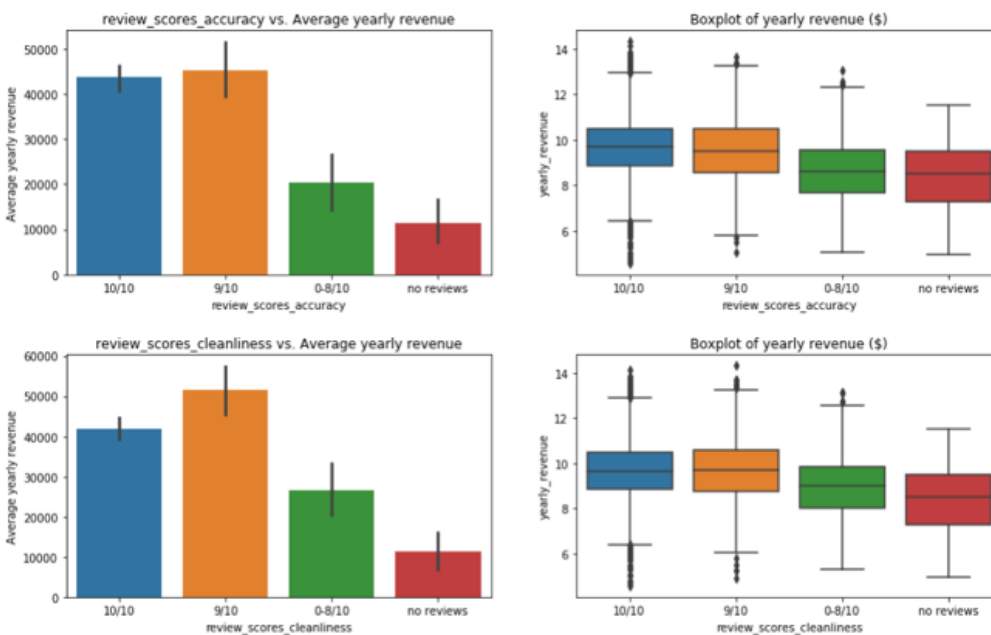 review_scores_accuracy vs. Average yearly revenue
Average yearly revenue
50000
40000
30000
20000
10000
0
10/10 9/10 0-8/10 no reviews
review_scores_accuracy
Boxplot of yearly revenue ($)
yearly_revenue
14
12
10
8
6
10/10 9/10 0-8/10 no reviews
review_scores_accuracy
review_scores_cleanliness vs. Average yearly revenue
Average yearly revenue
60000
50000
40000
30000
20000
10000
0
10/10 9/10 0-8/10 no reviews
review_scores_cleanliness
Boxplot of yearly revenue ($)
yearly_revenue
14
12
10
8
6
10/10 9/10 0-8/10 no reviews
review_scores_cleanliness